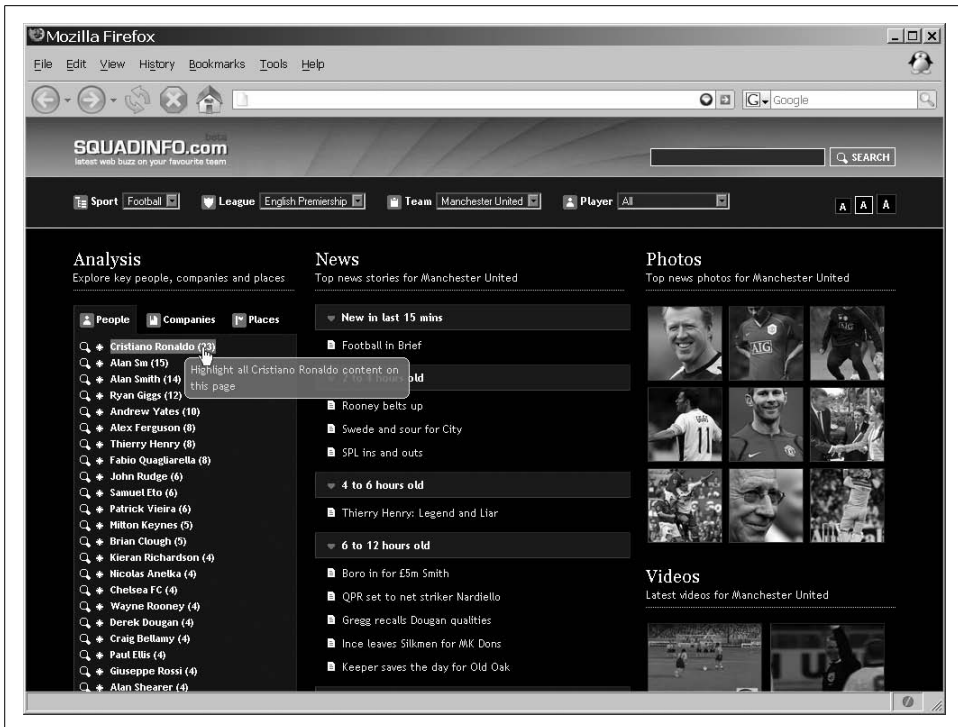 Mozilla Firefox
File Edit View History Bookmarks Tools Help
G Google
beta
SQUADINFO.com
latest web buzz on your favourite team
SEARCH
Sport Football League English Premiership Team Manchester United Player All
A A A
Analysis
Explore key people, companies and places
People Companies Places
Cristiano Ronaldo (23)
Highlight all Cristiano Ronaldo content on
this page
Alan Sm (15)
Alan Smith (14)
Ryan Giggs (12)
Andrew Yates (10)
Alex Ferguson (8)
Thierry Henry (8)
Fabio Quagliarella (8)
John Rudge (6)
Samuel Eto (6)
Patrick Vieira (6)
Milton Keynes (5)
Brian Clough (5)
Kieran Richardson (4)
Nicolas Anelka (4)
Chelsea FC (4)
Wayne Rooney (4)
Derek Dougan (4)
Craig Bellamy (4)
Paul Ellis (4)
Giuseppe Rossi (4)
Alan Shearer (4)
News
Top news stories for Manchester United
New in last 15 mins
Football in Brief
2 to 4 hours old
Rooney belts up
Swede and sour for City
SPL ins and outs
4 to 6 hours old
Thierry Henry: Legend and Liar
6 to 12 hours old
Boro in for £5m Smith
QPR set to net striker Nardiello
Gregg recalls Dougan qualities
Ince leaves Silkmen for MK Dons
Keeper saves the day for Old Oak
Photos
Top news photos for Manchester United
AIG
11
Videos
Latest videos for Manchester United